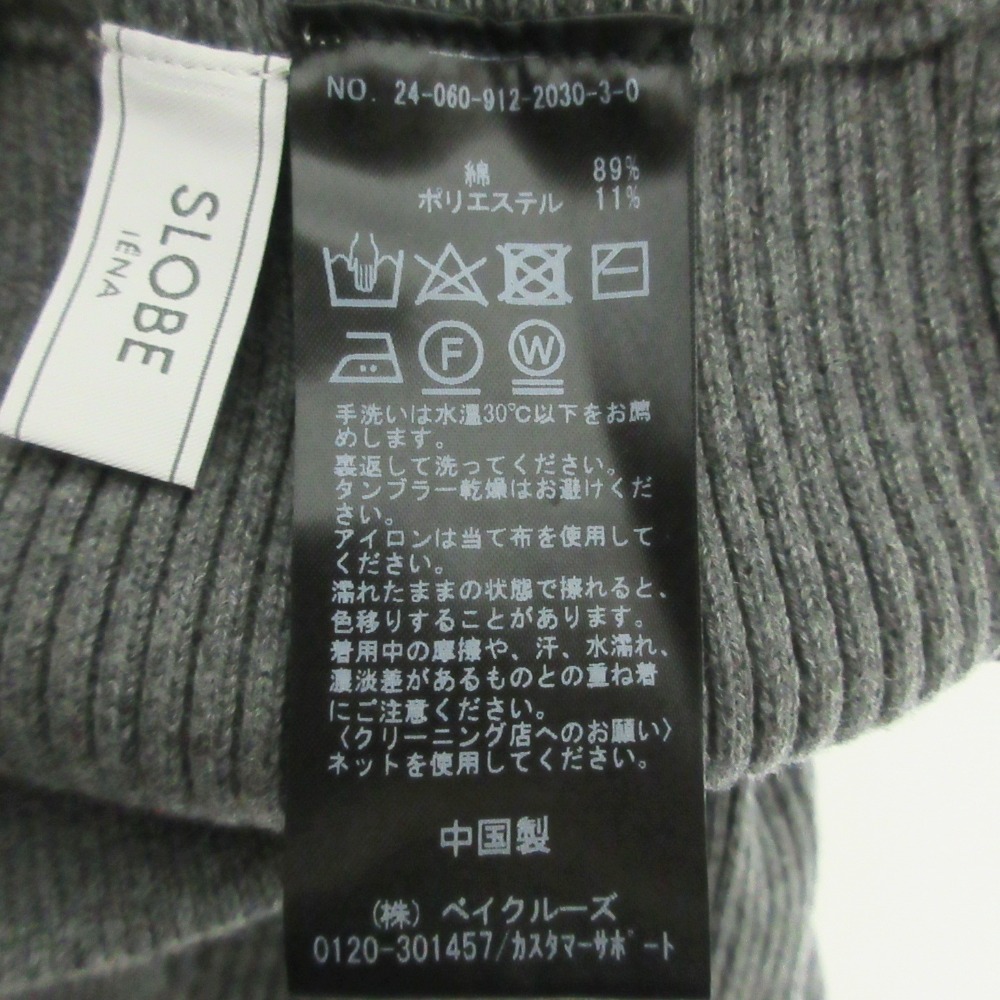 SLOBE
IÉNA
NO. 24-060-912-2030-3-0
綿 89%
ポリエステル 11%
F
W
手洗いは水温30℃以下をお薦
めします。
裏返して洗ってください。
タンブラー乾燥はお避けくだ
さい。
アイロンは当て布を使用して
ください。
濡れたままの状態で擦れると、
色移りすることがあります。
着用中の摩擦や、汗、水濡れ、
濃淡差があるものとの重ね着
にご注意ください。
〈クリーニング店へのお願い〉
ネットを使用してください。
中国製
(株) ベイクルーズ
0120-301457/カスタマーサポート